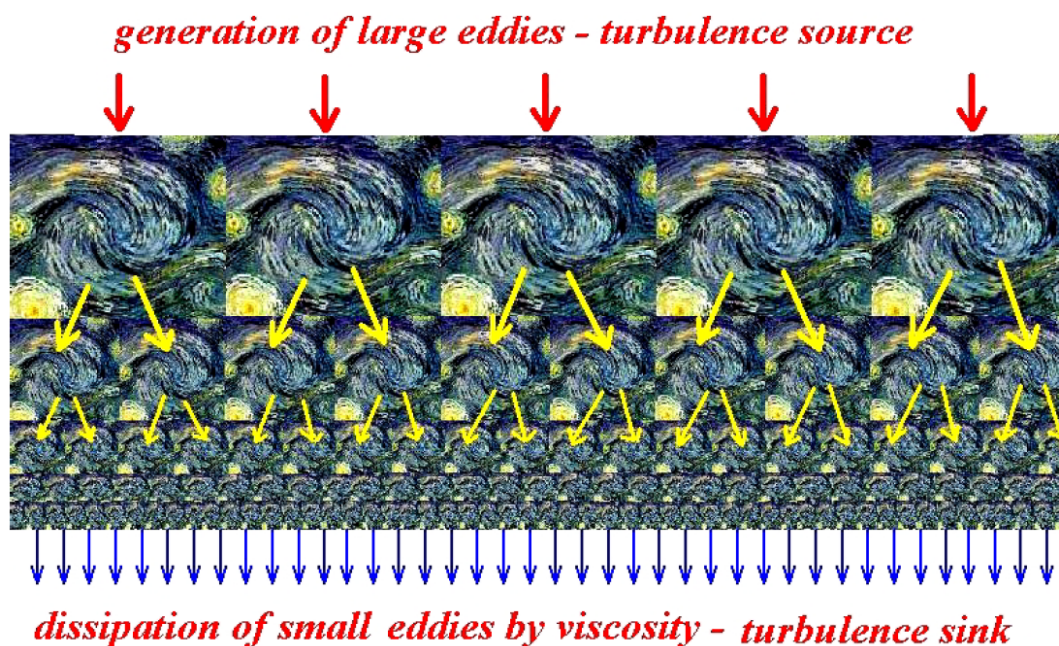 generation of large eddies - turbulence source
dissipation of small eddies by viscosity - turbulence sink